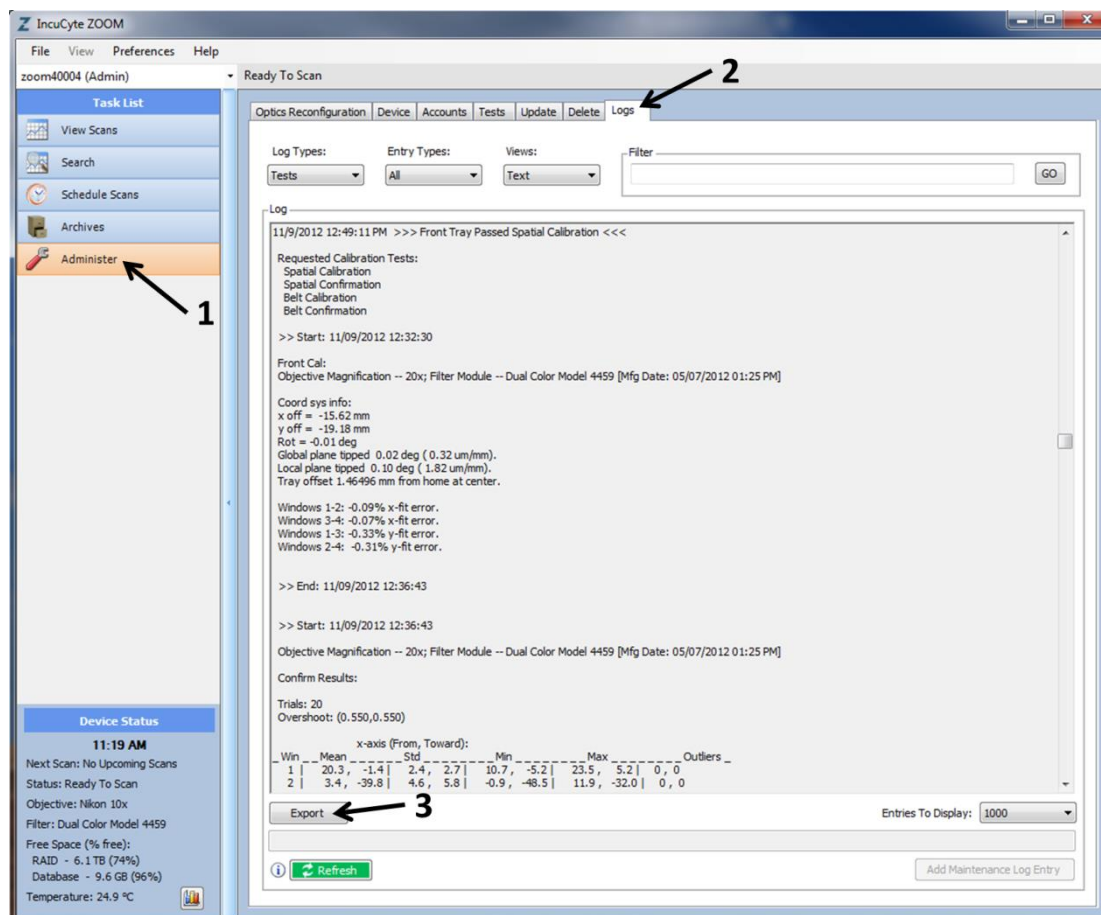 IncuCyte ZOOM
File View Preferences Help
zoom40004 (Admin)
Ready To Scan
2
Task List
View Scans
Search
Schedule Scans
Archives
Administer
1
Optics Reconfiguration Device Accounts Tests Update Delete Logs
Log Types: Entry Types: Views: Filter
Tests All Text GO
Log
11/9/2012 12:49:11 PM >>> Front Tray Passed Spatial Calibration <<<
Requested Calibration Tests:
Spatial Calibration
Spatial Confirmation
Belt Calibration
Belt Confirmation
>> Start: 11/09/2012 12:32:30
Front Cal:
Objective Magnification -- 20x; Filter Module -- Dual Color Model 4459 [Mfg Date: 05/07/2012 01:25 PM]
Coord sys info:
x off = -15.62 mm
y off = -19.18 mm
Rot = -0.01 deg
Global plane tipped 0.02 deg ( 0.32 um/mm).
Local plane tipped 0.10 deg ( 1.82 um/mm).
Tray offset 1.46496 mm from home at center.
Windows 1-2: -0.09% x-fit error.
Windows 3-4: -0.07% x-fit error.
Windows 1-3: -0.33% y-fit error.
Windows 2-4: -0.31% y-fit error.
>> End: 11/09/2012 12:36:43
>> Start: 11/09/2012 12:36:43
Objective Magnification -- 20x; Filter Module -- Dual Color Model 4459 [Mfg Date: 05/07/2012 01:25 PM]
Confirm Results:
Trials: 20
Overshoot: (0.550,0.550)
x-axis (From, Toward):
_Win__Mean________Std________Min________Max_______Outliers _
1 | 20.3 , -1.4 | 2.4 , 2.7 | 10.7 , -5.2 | 23.5 , 5.2 | 0 , 0
2 | 3.4 , -39.8 | 4.6 , 5.8 | -0.9 , -48.5 | 11.9 , -32.0 | 0 , 0
Export
3
Entries To Display: 1000
Refresh
Add Maintenance Log Entry
Device Status
11:19 AM
Next Scan: No Upcoming Scans
Status: Ready To Scan
Objective: Nikon 10x
Filter: Dual Color Model 4459
Free Space (% free):
RAID - 6.1 TB (74%)
Database - 9.6 GB (96%)
Temperature: 24.9 ºC